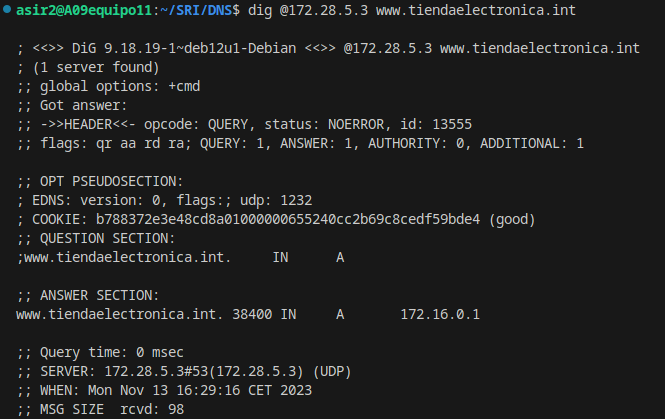 asir2@A09equipo11:~/SRI/DNS$ dig @172.28.5.3 www.tiendaelectronica.int
; <<>> DiG 9.18.19-1~deb12u1-Debian <<>> @172.28.5.3 www.tiendaelectronica.int
; (1 server found)
;; global options: +cmd
;; Got answer:
;; ->>HEADER<<- opcode: QUERY, status: NOERROR, id: 13555
;; flags: qr aa rd ra; QUERY: 1, ANSWER: 1, AUTHORITY: 0, ADDITIONAL: 1
;; OPT PSEUDOSECTION:
; EDNS: version: 0, flags:; udp: 1232
; COOKIE: b788372e3e48cd8a01000000655240cc2b69c8cedf59bde4 (good)
;; QUESTION SECTION:
;www.tiendaelectronica.int.     IN      A
;; ANSWER SECTION:
www.tiendaelectronica.int. 38400 IN     A       172.16.0.1
;; Query time: 0 msec
;; SERVER: 172.28.5.3#53(172.28.5.3) (UDP)
;; WHEN: Mon Nov 13 16:29:16 CET 2023
;; MSG SIZE  rcvd: 98